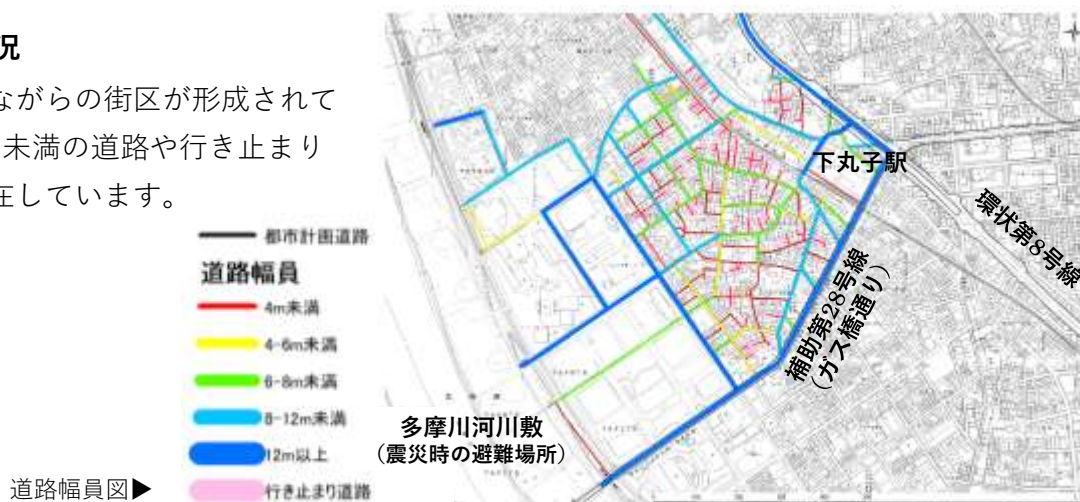 況
ながらの街区が形成されて
未満の道路や行き止まり
在しています。
都市計画道路
道路幅員
4m未満
4-6m未満
6-8m未満
8-12m未満
12m以上
行き止まり道路
道路幅員図▶
下丸子駅
環状第8号線
補助第28号線
（ガス橋通り）
多摩川河川敷
（震災時の避難場所）